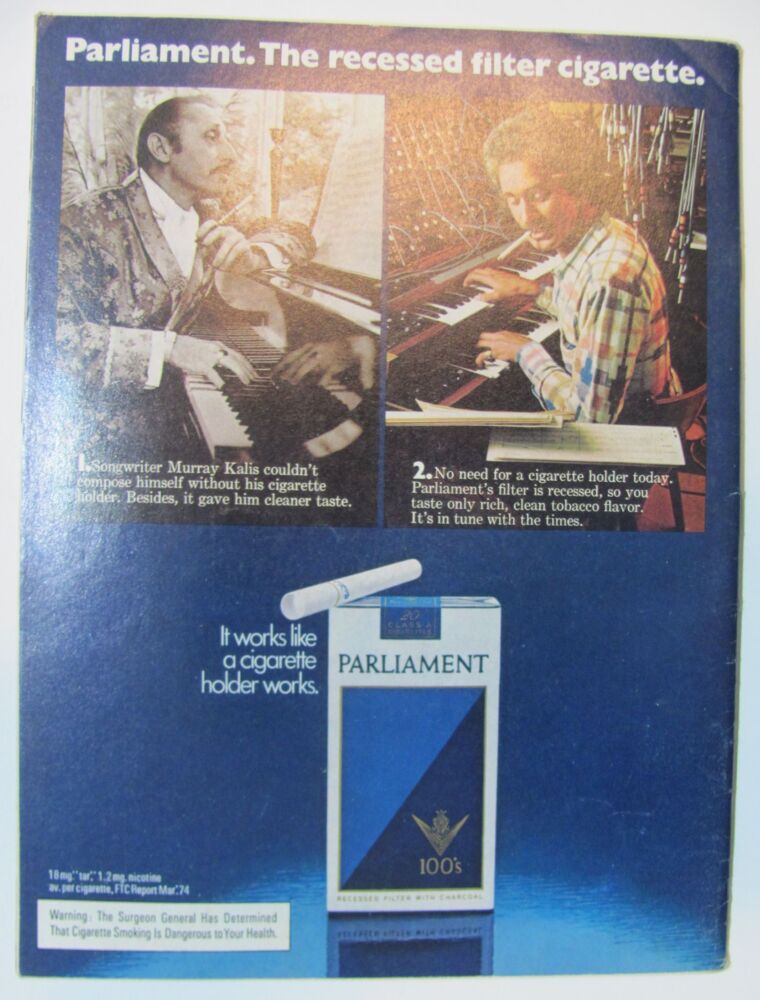 Parliament. The recessed filter cigarette.
1. Songwriter Murray Kalis couldn't
compose himself without his cigarette
holder. Besides, it gave him cleaner taste.
2. No need for a cigarette holder today.
Parliament's filter is recessed, so you
taste only rich, clean tobacco flavor.
It's in tune with the times.
It works like
a cigarette
holder works.
20
CLASS A
CIGARETTES
PARLIAMENT
100's
RECESSED FILTER WITH CHARCOAL
18 mg."tar," 1.2 mg. nicotine
av. per cigarette, FTC Report Mar.'74
Warning: The Surgeon General Has Determined
That Cigarette Smoking Is Dangerous to Your Health.